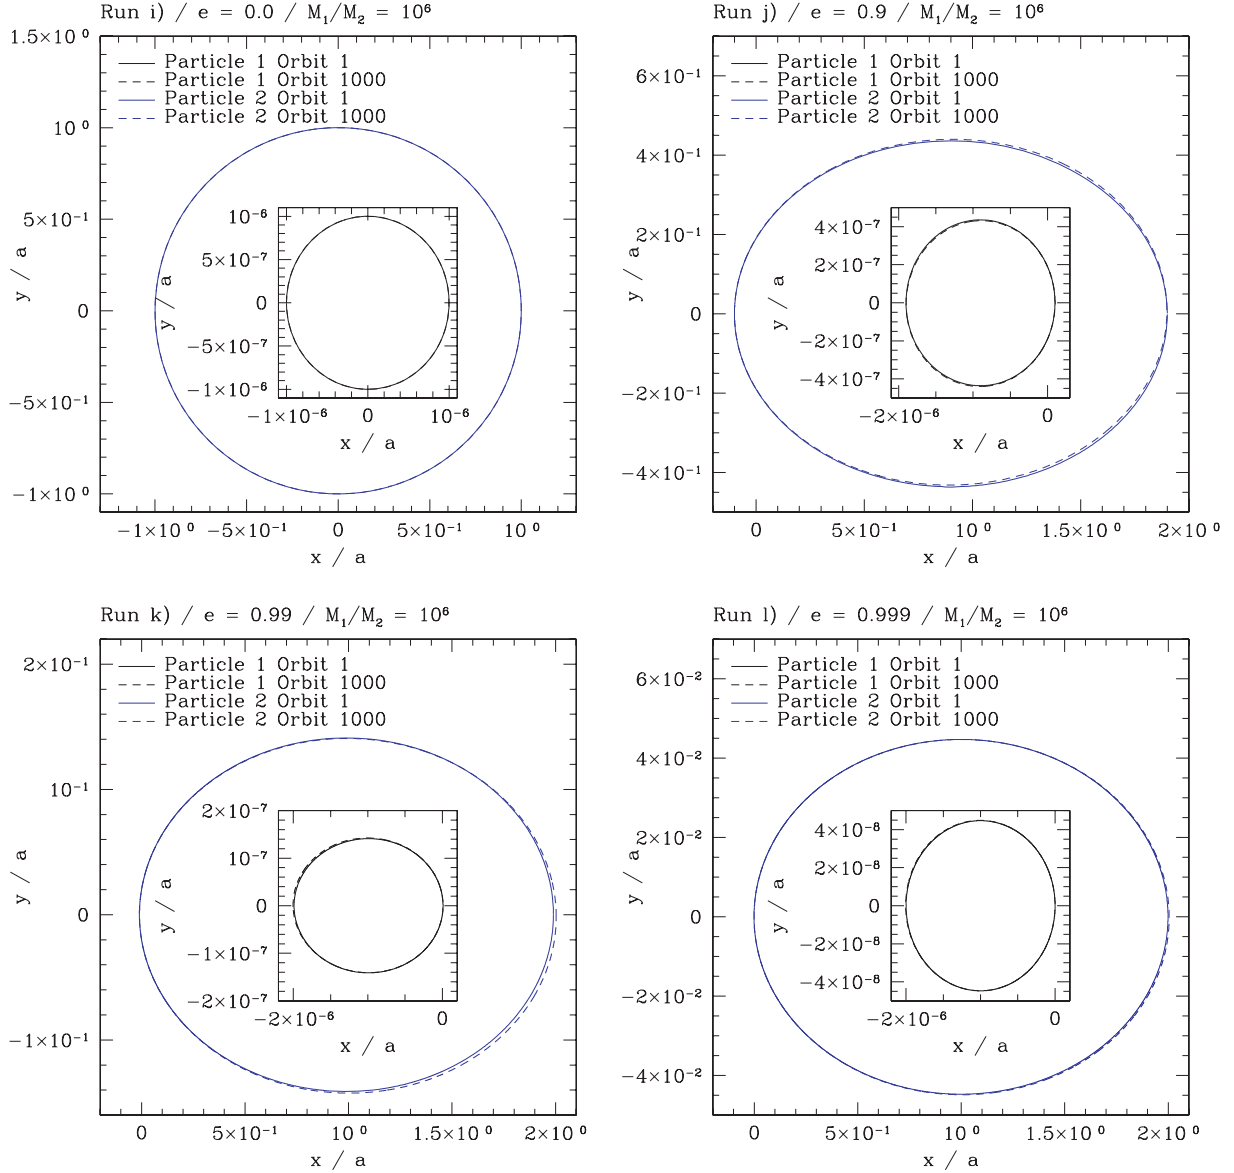 Run i) / e = 0.0 / M₁/M₂ = 10⁶
1.5×10⁰
10⁰
5×10⁻¹
0
−5×10⁻¹
−1×10⁰
y / a
Particle 1 Orbit 1
Particle 1 Orbit 1000
Particle 2 Orbit 1
Particle 2 Orbit 1000
10⁻⁶
5×10⁻⁷
0
−5×10⁻⁷
−1×10⁻⁶
y / a
−1×10⁻⁶ 0 10⁻⁶
x / a
−1×10⁰ −5×10⁻¹ 0 5×10⁻¹ 10⁰
x / a
Run j) / e = 0.9 / M₁/M₂ = 10⁶
6×10⁻¹
4×10⁻¹
2×10⁻¹
0
−2×10⁻¹
−4×10⁻¹
y / a
Particle 1 Orbit 1
Particle 1 Orbit 1000
Particle 2 Orbit 1
Particle 2 Orbit 1000
4×10⁻⁷
2×10⁻⁷
0
−2×10⁻⁷
−4×10⁻⁷
y / a
−2×10⁻⁶ 0
x / a
0 5×10⁻¹ 10⁰ 1.5×10⁰ 2×10⁰
x / a
Run k) / e = 0.99 / M₁/M₂ = 10⁶
2×10⁻¹
10⁻¹
0
−1×10⁻¹
y / a
Particle 1 Orbit 1
Particle 1 Orbit 1000
Particle 2 Orbit 1
Particle 2 Orbit 1000
2×10⁻⁷
10⁻⁷
0
−1×10⁻⁷
−2×10⁻⁷
y / a
−2×10⁻⁶ 0
x / a
0 5×10⁻¹ 10⁰ 1.5×10⁰ 2×10⁰
x / a
Run l) / e = 0.999 / M₁/M₂ = 10⁶
6×10⁻²
4×10⁻²
2×10⁻²
0
−2×10⁻²
−4×10⁻²
y / a
Particle 1 Orbit 1
Particle 1 Orbit 1000
Particle 2 Orbit 1
Particle 2 Orbit 1000
4×10⁻⁸
2×10⁻⁸
0
−2×10⁻⁸
−4×10⁻⁸
y / a
−2×10⁻⁶ 0
x / a
0 5×10⁻¹ 10⁰ 1.5×10⁰ 2×10⁰
x / a